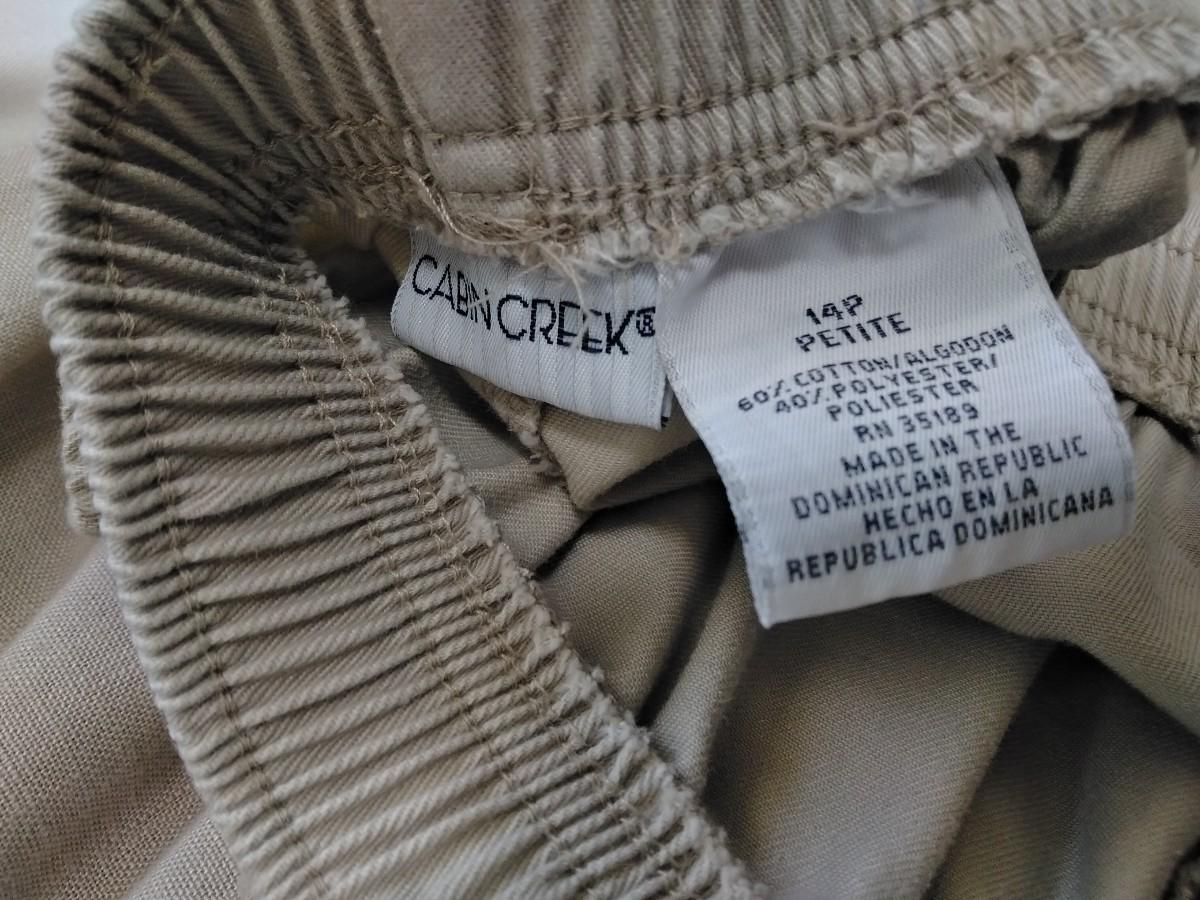 CABIN CREEK®
14P
PETITE
60% COTTON/ALGODON
40% POLYESTER/
POLIESTER
RN 35189
MADE IN THE
DOMINICAN REPUBLIC
HECHO EN LA
REPUBLICA DOMINICANA